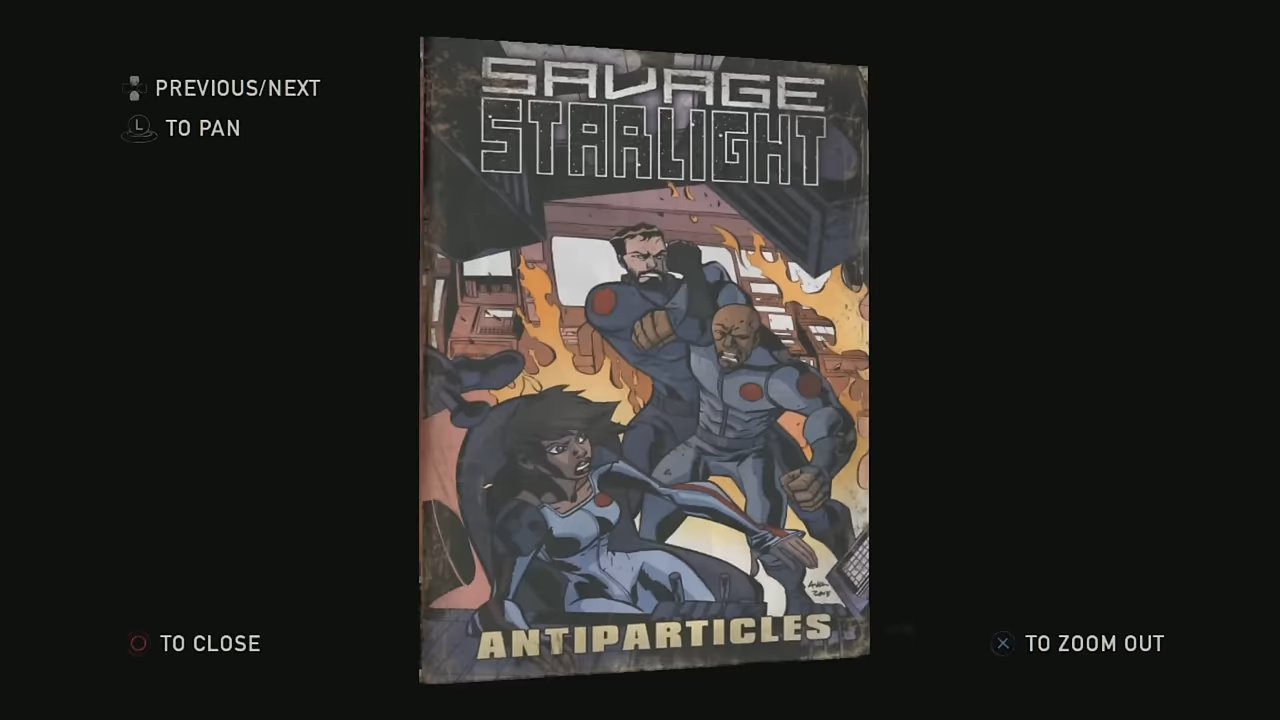 PREVIOUS/NEXT
L TO PAN
SAVAGE
STARLIGHT
ANTIPARTICLES
TO CLOSE
TO ZOOM OUT